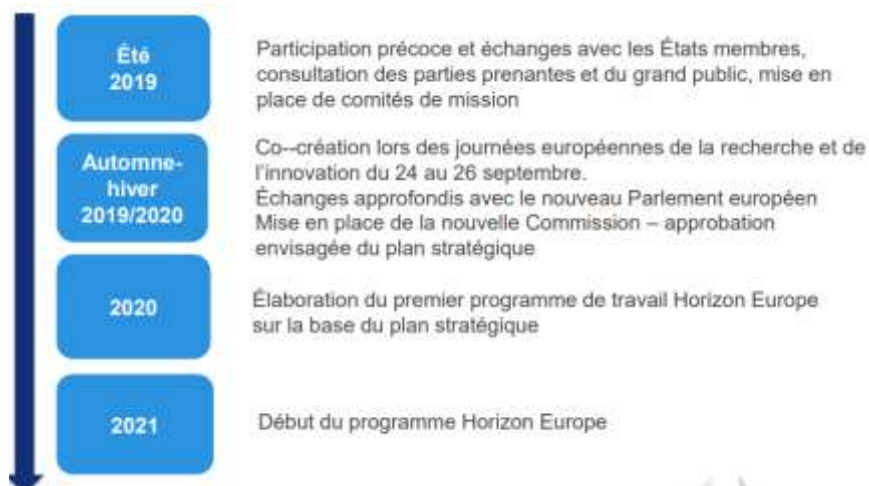 Été
2019
Participation précoce et échanges avec les États membres,
consultation des parties prenantes et du grand public, mise en
place de comités de mission
Automne-
hiver
2019/2020
Co--création lors des journées européennes de la recherche et de
l'innovation du 24 au 26 septembre.
Échanges approfondis avec le nouveau Parlement européen
Mise en place de la nouvelle Commission – approbation
envisagée du plan stratégique
2020
Élaboration du premier programme de travail Horizon Europe
sur la base du plan stratégique
2021
Début du programme Horizon Europe